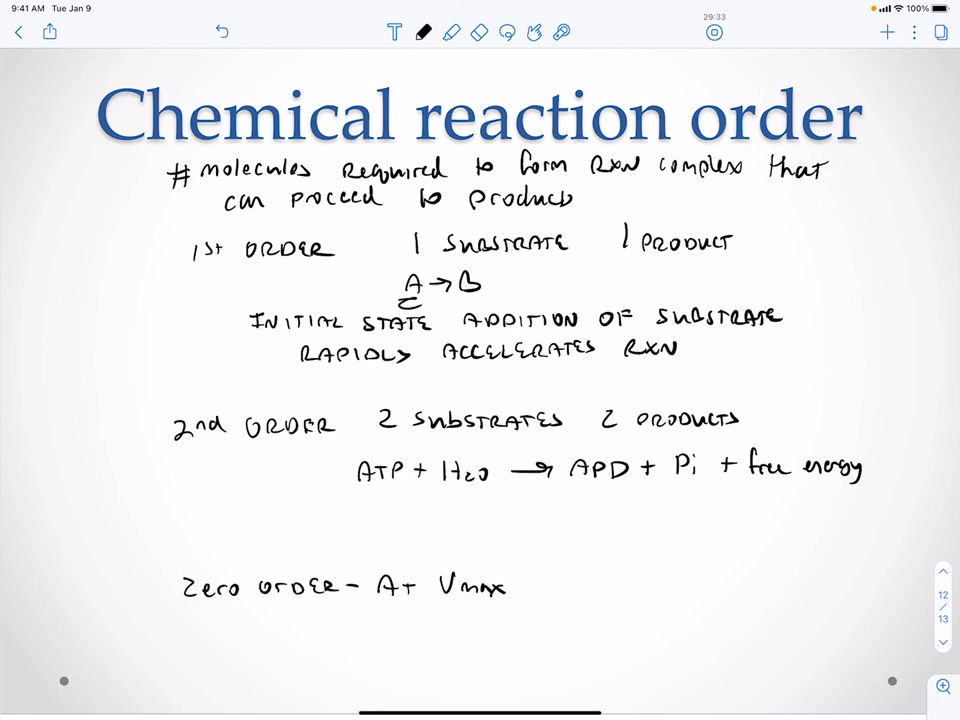 9:41 AM Tue Jan 9
100%
29:33
Chemical reaction order
# molecules required to form RXN complex that
can proceed to products
1st ORDER 1 SUBSTRATE 1 PRODUCT
A → B
INITIAL STATE ADDITION OF SUBSTRATE
RAPIDLY ACCELERATES RXN
2nd ORDER 2 SUBSTRATES 2 PRODUCTS
ATP + H2O → APD + Pi + free energy
Zero ORDER - AT Vmax
12
/
13